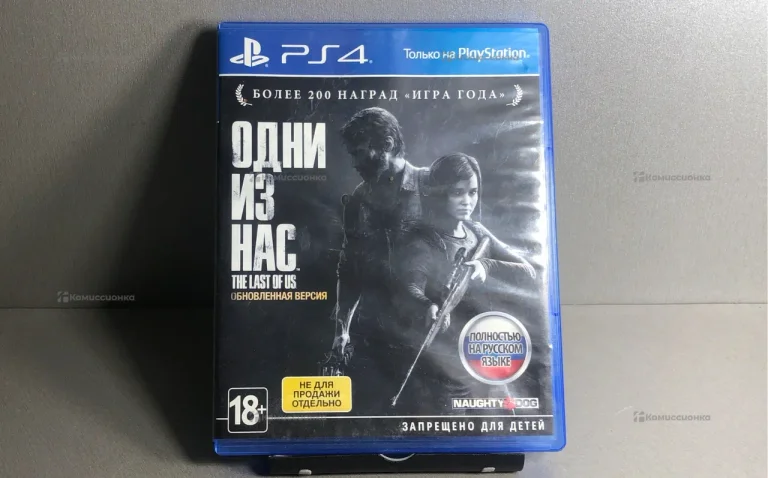 PS4
Только на PlayStation
БОЛЕЕ 200 НАГРАД «ИГРА ГОДА»
ОДНИ
ИЗ
НАС
THE LAST OF US
ОБНОВЛЕННАЯ ВЕРСИЯ
ПОЛНОСТЬЮ
НА РУССКОМ
ЯЗЫКЕ
НЕ ДЛЯ
ПРОДАЖИ
ОТДЕЛЬНО
18+
NAUGHTY DOG
ЗАПРЕЩЕНО ДЛЯ ДЕТЕЙ
Комиссионка
Комиссионка
Комиссионка
Комиссионка